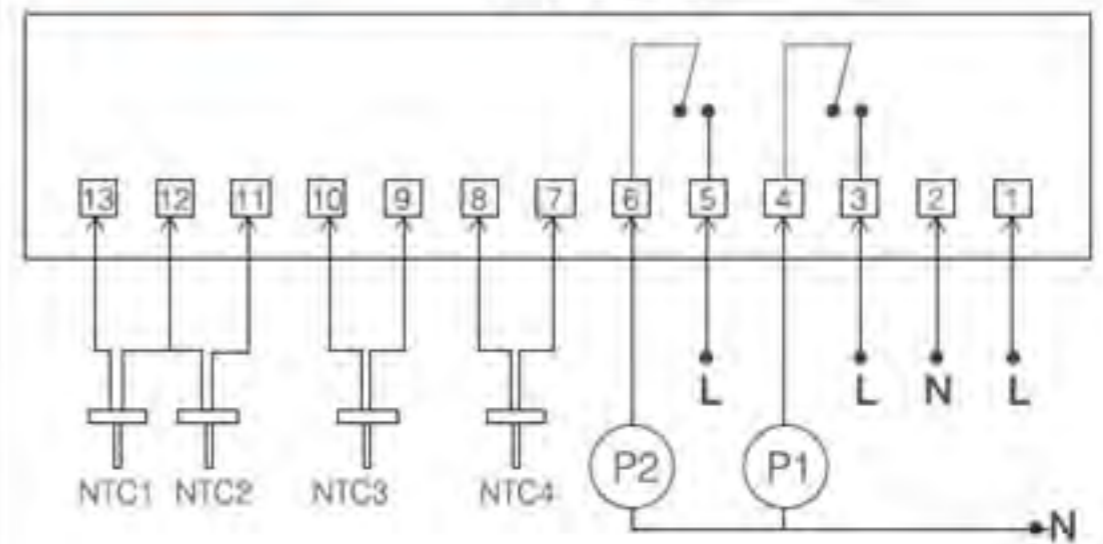 13 12 11 10 9 8 7 6 5 4 3 2 1
L L N L
P2 P1
NTC1 NTC2 NTC3 NTC4
N